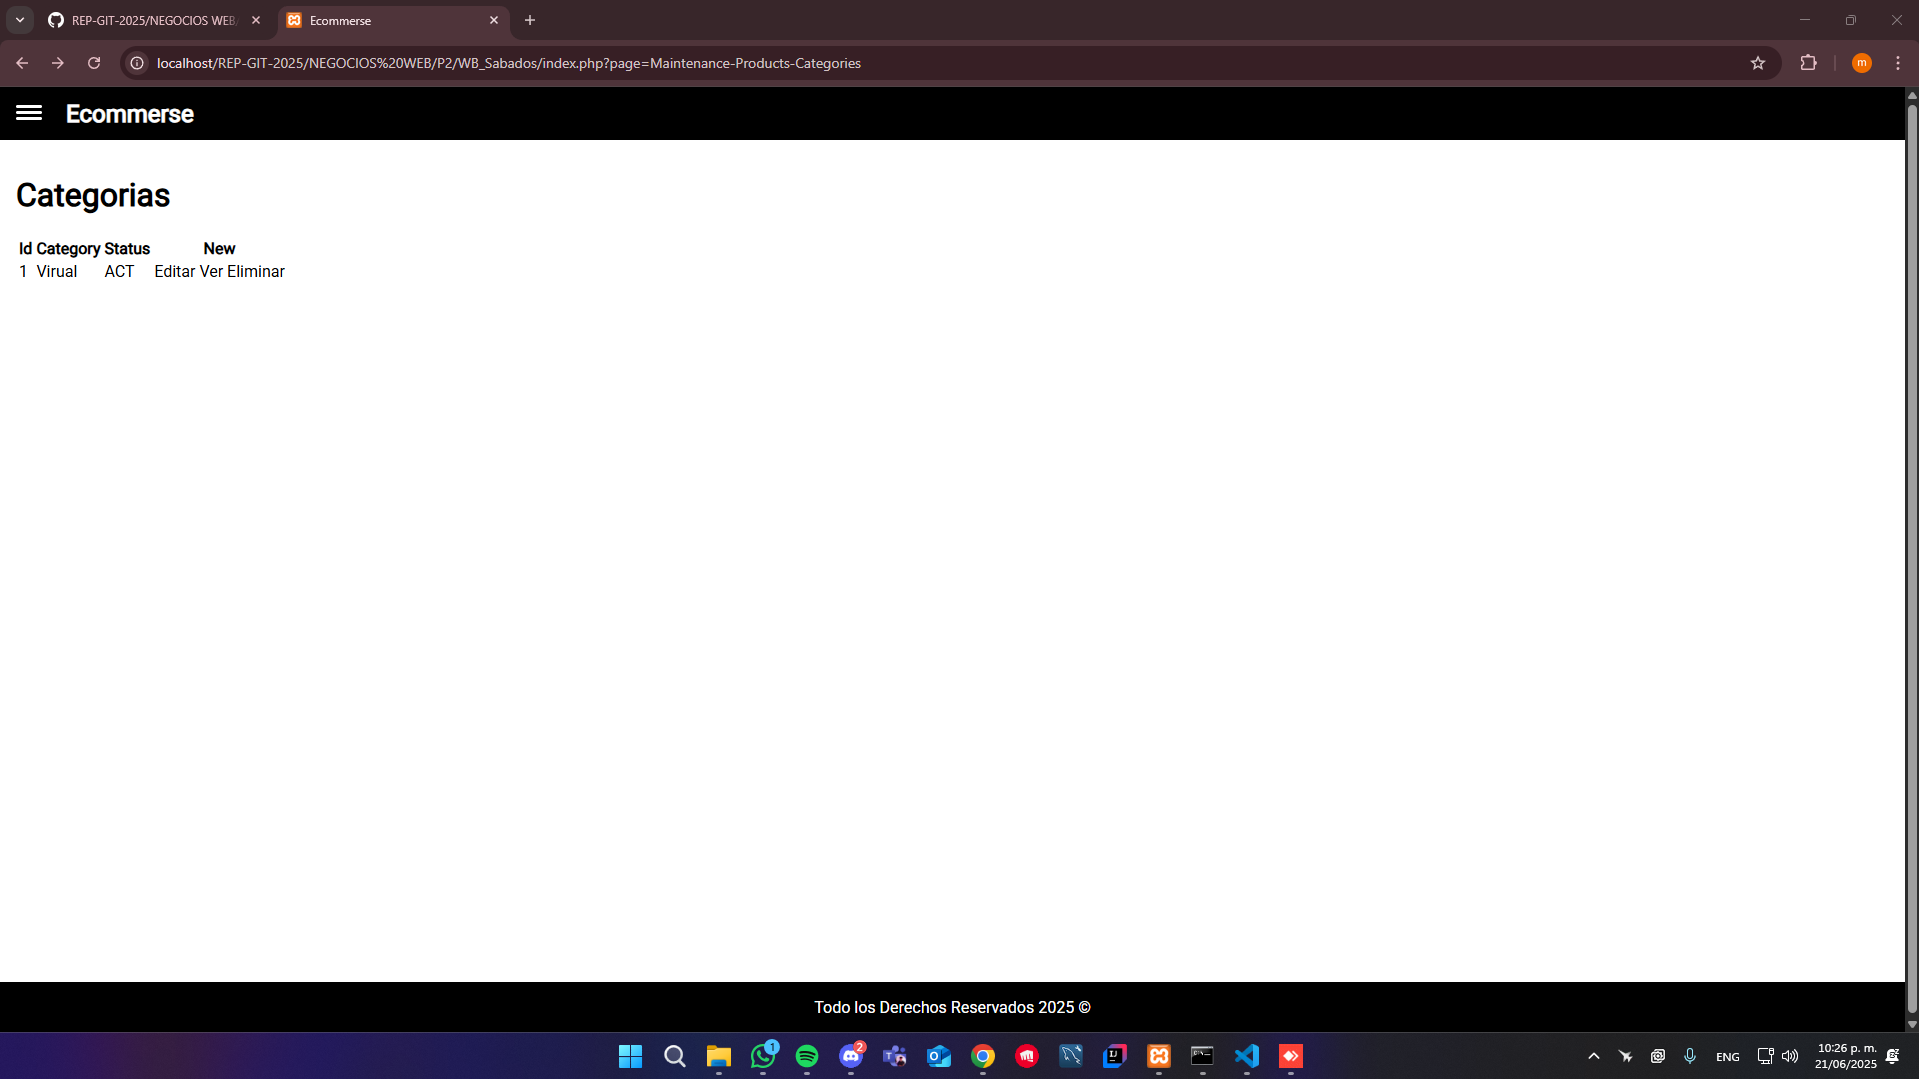 REP-GIT-2025/NEGOCIOS WEB
Ecommerse
localhost/REP-GIT-2025/NEGOCIOS%20WEB/P2/WB_Sabados/index.php?page=Maintenance-Products-Categories
m
Ecommerse
Categorias
Id Category Status New
1 Virual ACT Editar Ver Eliminar
Todo los Derechos Reservados 2025 ©
1
2
ENG
10:26 p. m.
21/06/2025